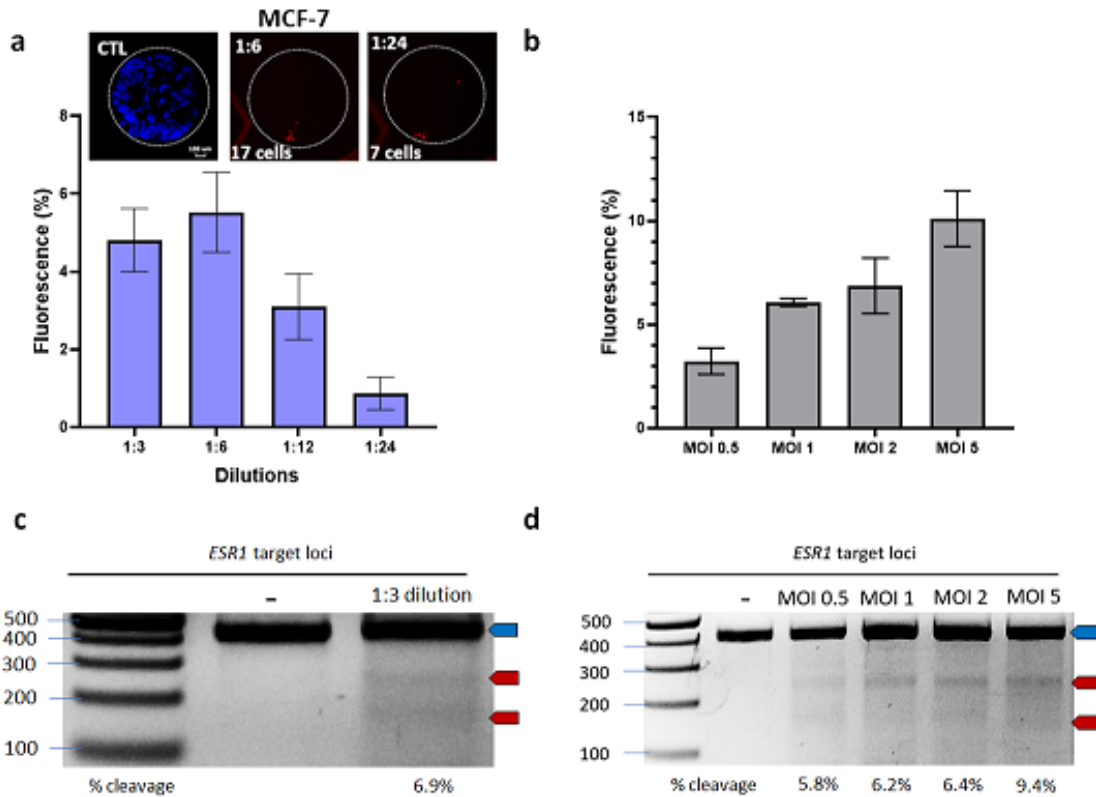 MCF-7
a
CTL
100 um
1:6
17 cells
1:24
7 cells
8
6
4
2
0
Fluorescence (%)
1:3 1:6 1:12 1:24
Dilutions
b
15
10
5
0
Fluorescence (%)
MOI 0.5 MOI 1 MOI 2 MOI 5
c
ESR1 target loci
- 1:3 dilution
500
400
300
200
100
% cleavage 6.9%
d
ESR1 target loci
- MOI 0.5 MOI 1 MOI 2 MOI 5
500
400
300
200
100
% cleavage 5.8% 6.2% 6.4% 9.4%